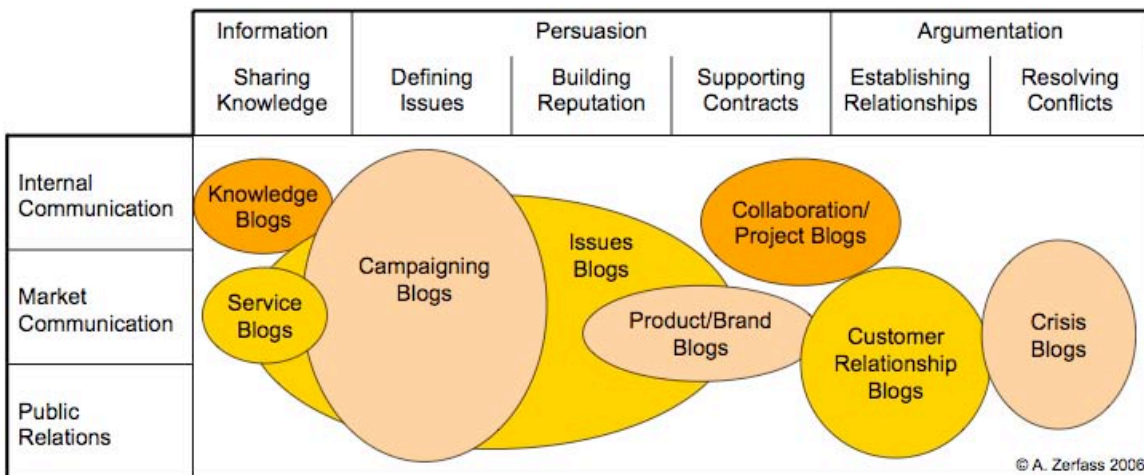 Information
Persuasion
Argumentation
Sharing
Knowledge
Defining
Issues
Building
Reputation
Supporting
Contracts
Establishing
Relationships
Resolving
Conflicts
Internal
Communication
Market
Communication
Public
Relations
Knowledge
Blogs
Service
Blogs
Campaigning
Blogs
Issues
Blogs
Collaboration/
Project Blogs
Product/Brand
Blogs
Customer
Relationship
Blogs
Crisis
Blogs
© A. Zerfass 2006